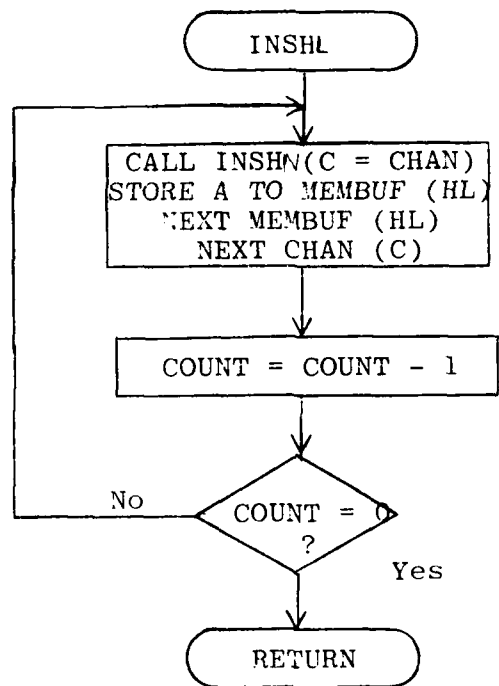 INSHL
CALL INSHN(C = CHAN)
STORE A TO MEMBUF (HL)
NEXT MEMBUF (HL)
NEXT CHAN (C)
COUNT = COUNT - 1
No
COUNT = 0
?
Yes
RETURN